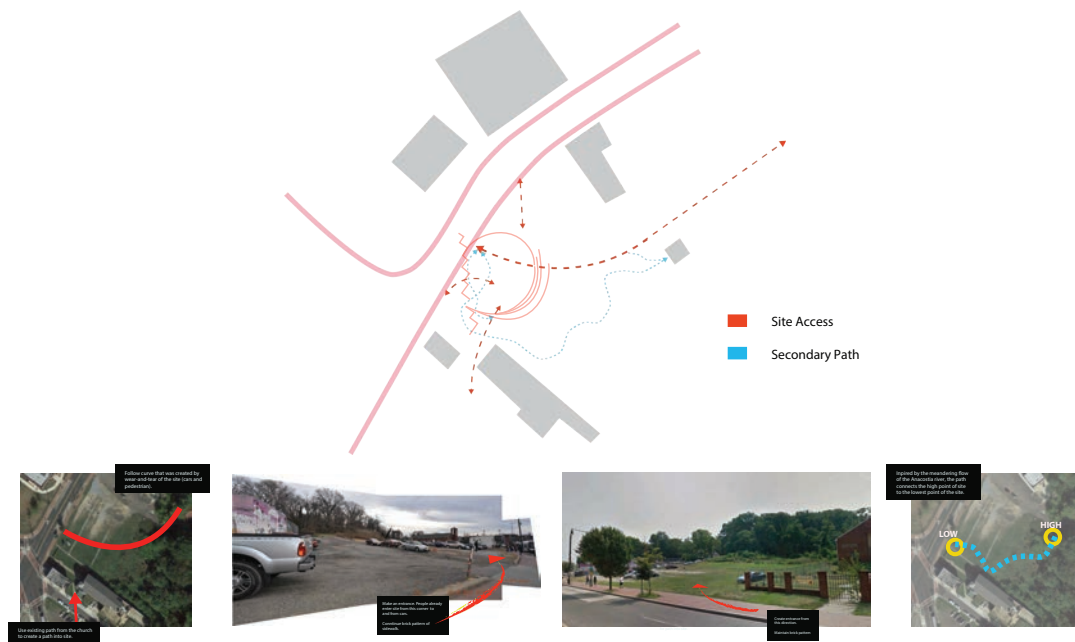 Site Access
Secondary Path
Follow curve that was created by
wear-and-tear of the site (cars and
pedestrian).
Use existing path from the church
to create a path into site.
Make an entrance. People already
enter site from this corner to
and from cars.
Conntinue brick pattern of
sidewalk.
Create entrance from
this direction.
Maintain brick pattern
Inpired by the meandering flow
of the Anacostia river, the path
connects the high point of site
to the lowest point of the site.
LOW
HIGH